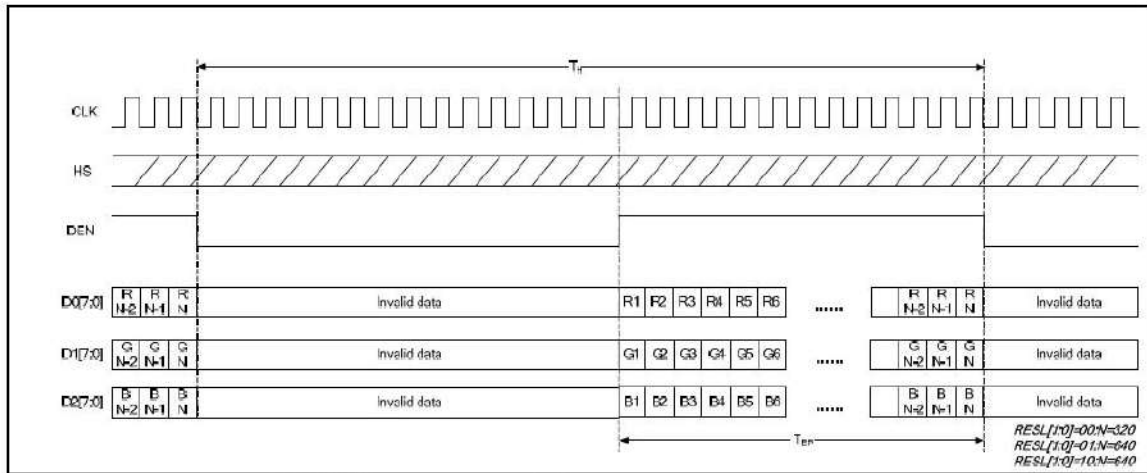 TH
CLK
HS
DEN
D0[7:0] R N-2 R N-1 R N Invalid data R1 R2 R3 R4 R5 R6 ...... R N-2 R N-1 R N Invalid data
D1[7:0] G N-2 G N-1 G N Invalid data G1 G2 G3 G4 G5 G6 ...... G N-2 G N-1 G N Invalid data
D2[7:0] B N-2 B N-1 B N Invalid data B1 B2 B3 B4 B5 B6 ...... B N-2 B N-1 B N Invalid data
TEP
RESL[1:0]=00:N=320
RESL[1:0]=01:N=640
RESL[1:0]=10:N=640